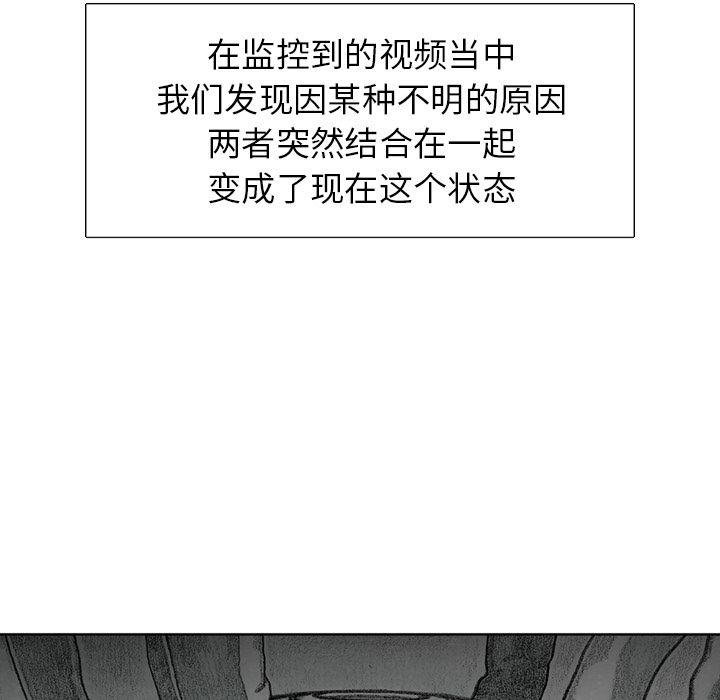 在监控到的视频当中
我们发现因某种不明的原因
两者突然结合在一起
变成了现在这个状态